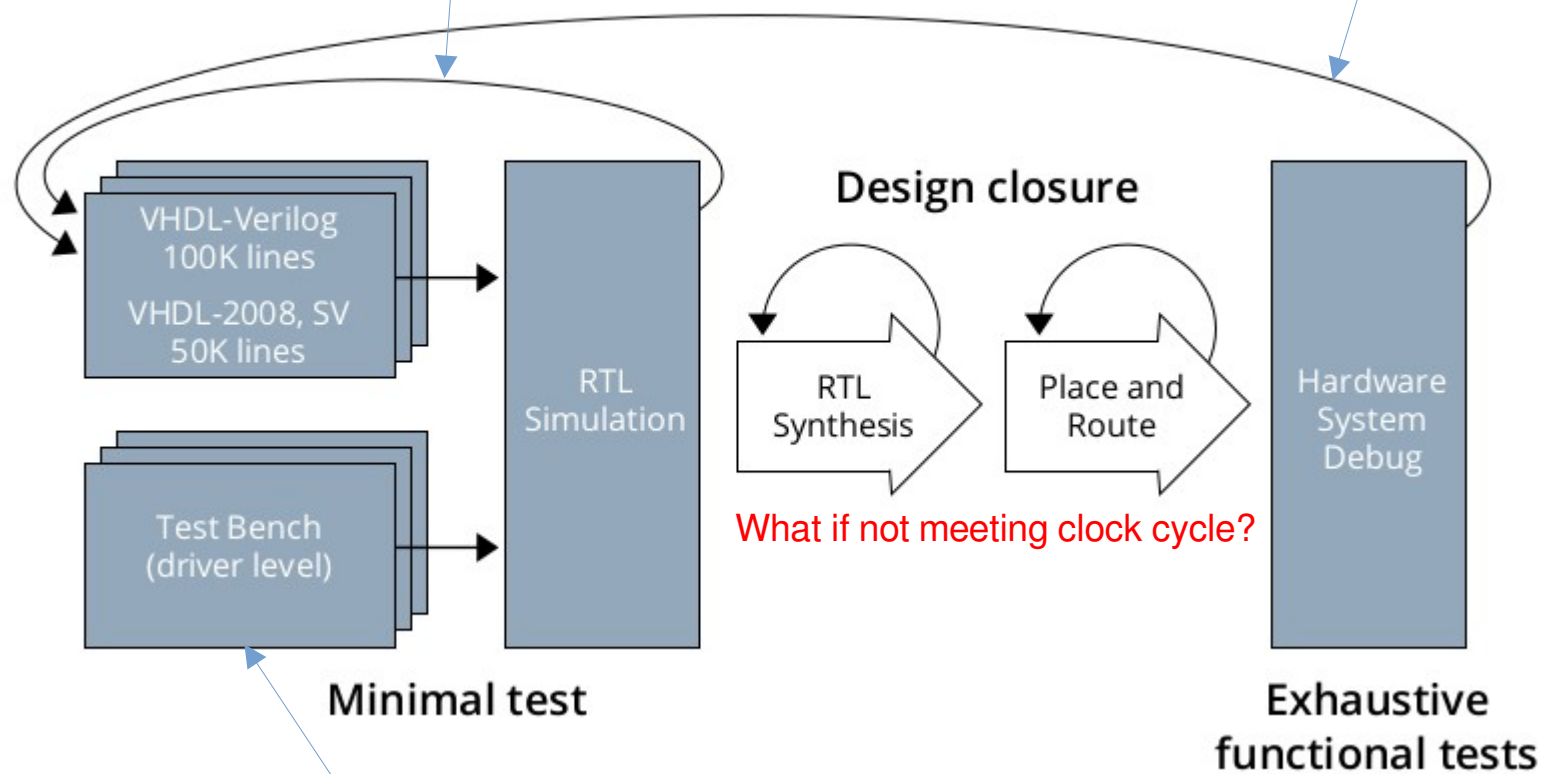 VHDL-Verilog
100K lines
VHDL-2008, SV
50K lines
Test Bench
(driver level)
Minimal test
RTL
Simulation
Design closure
RTL
Synthesis
Place and
Route
What if not meeting clock cycle?
Hardware
System
Debug
Exhaustive
functional tests